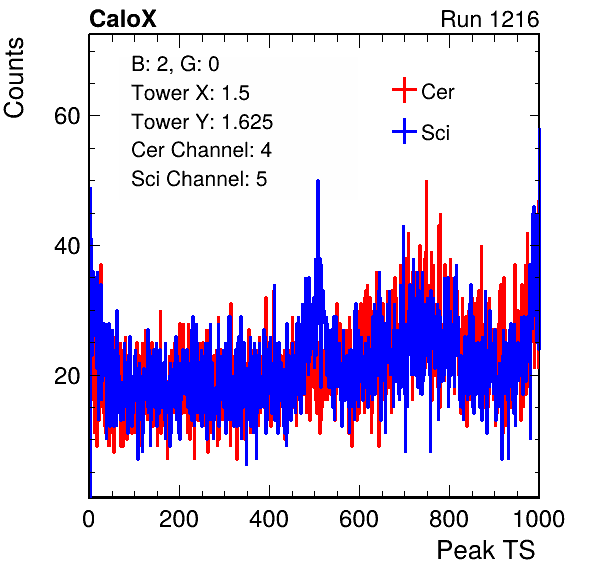 CaloX Run 1216
Counts
B: 2, G: 0
Tower X: 1.5
Tower Y: 1.625
Cer Channel: 4
Sci Channel: 5
Cer
Sci
60
40
20
0 200 400 600 800 1000
Peak TS